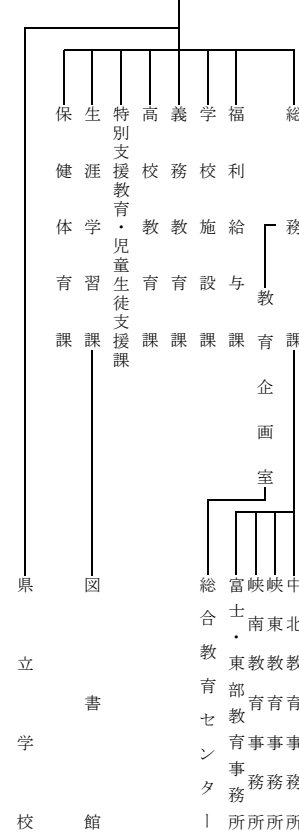 総務課
教育企画室
福利給与課
学校施設課
義務教育課
高校教育課
特別支援教育・児童生徒支援課
生涯学習課
保健体育課
中北教育事務所
峡東教育事務所
峡南教育事務所
富士・東部教育事務所
総合教育センター
図書館
県立学校